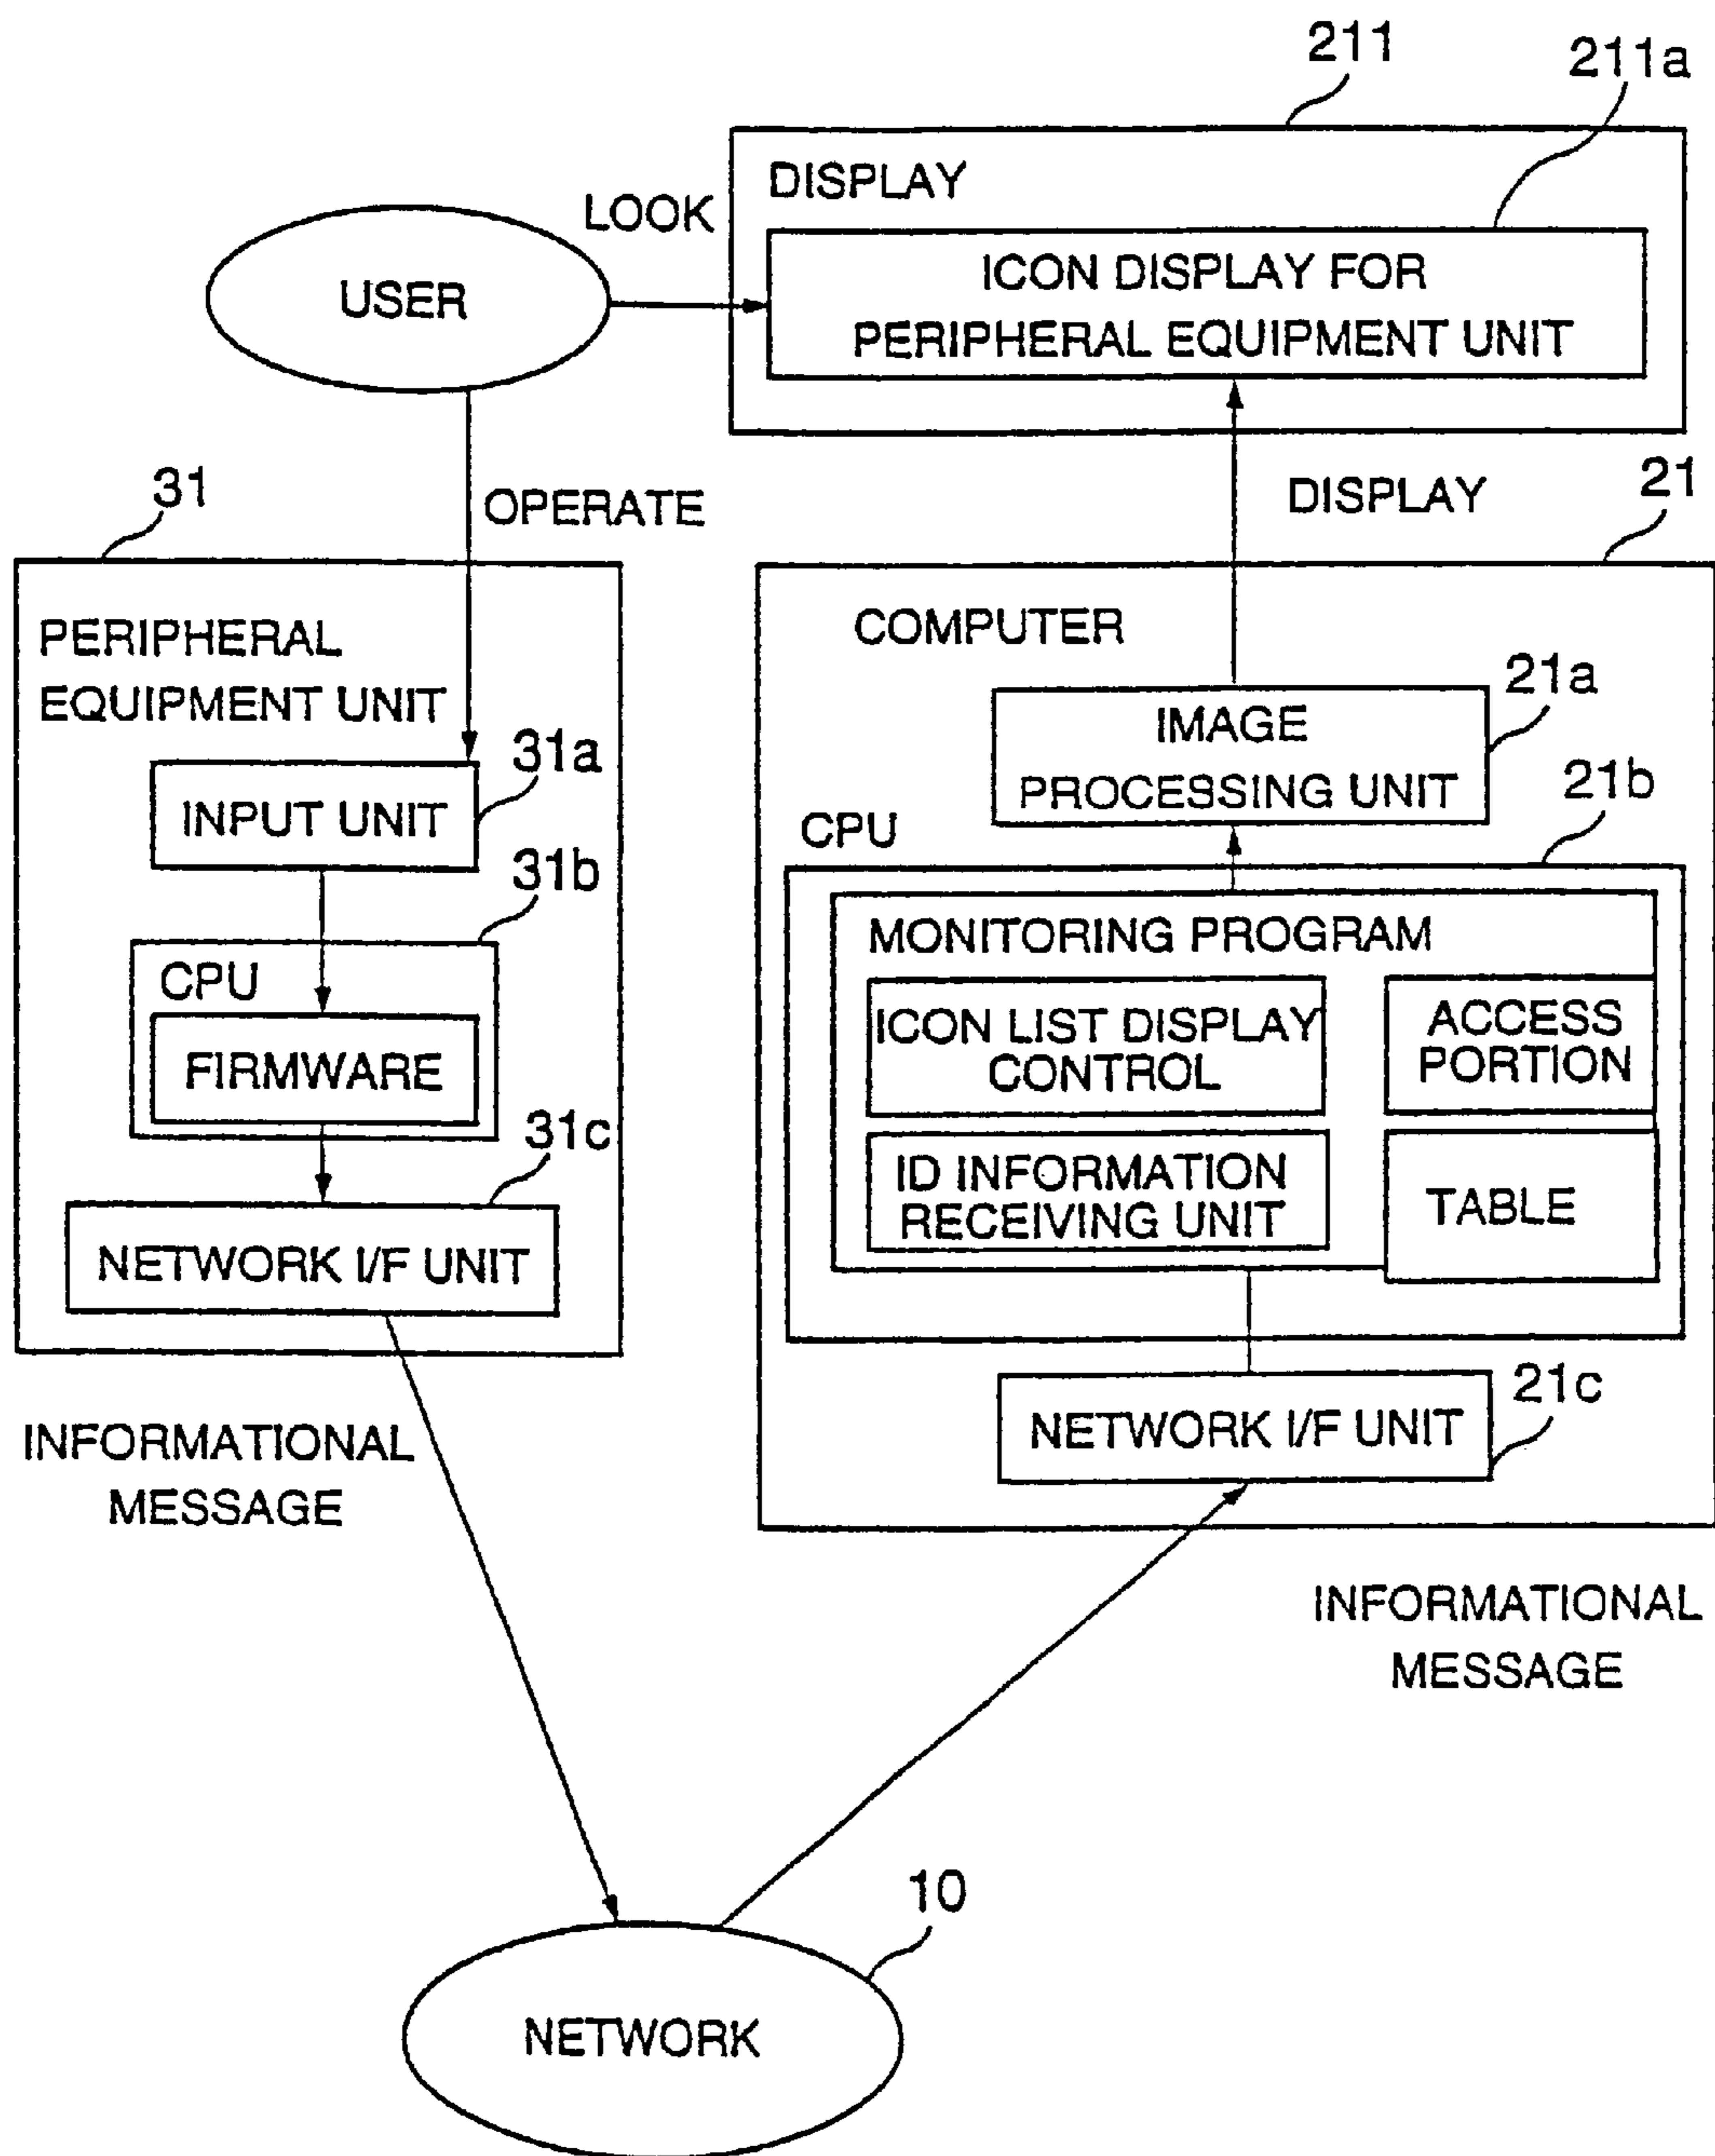 211
211a
DISPLAY
LOOK
USER
ICON DISPLAY FOR
PERIPHERAL EQUIPMENT UNIT
31
OPERATE
DISPLAY
21
PERIPHERAL
EQUIPMENT UNIT
31a
INPUT UNIT
31b
CPU
FIRMWARE
31c
NETWORK I/F UNIT
COMPUTER
21a
IMAGE
PROCESSING UNIT
21b
CPU
MONITORING PROGRAM
ICON LIST DISPLAY
CONTROL
ACCESS
PORTION
ID INFORMATION
RECEIVING UNIT
TABLE
21c
NETWORK I/F UNIT
INFORMATIONAL
MESSAGE
INFORMATIONAL
MESSAGE
10
NETWORK